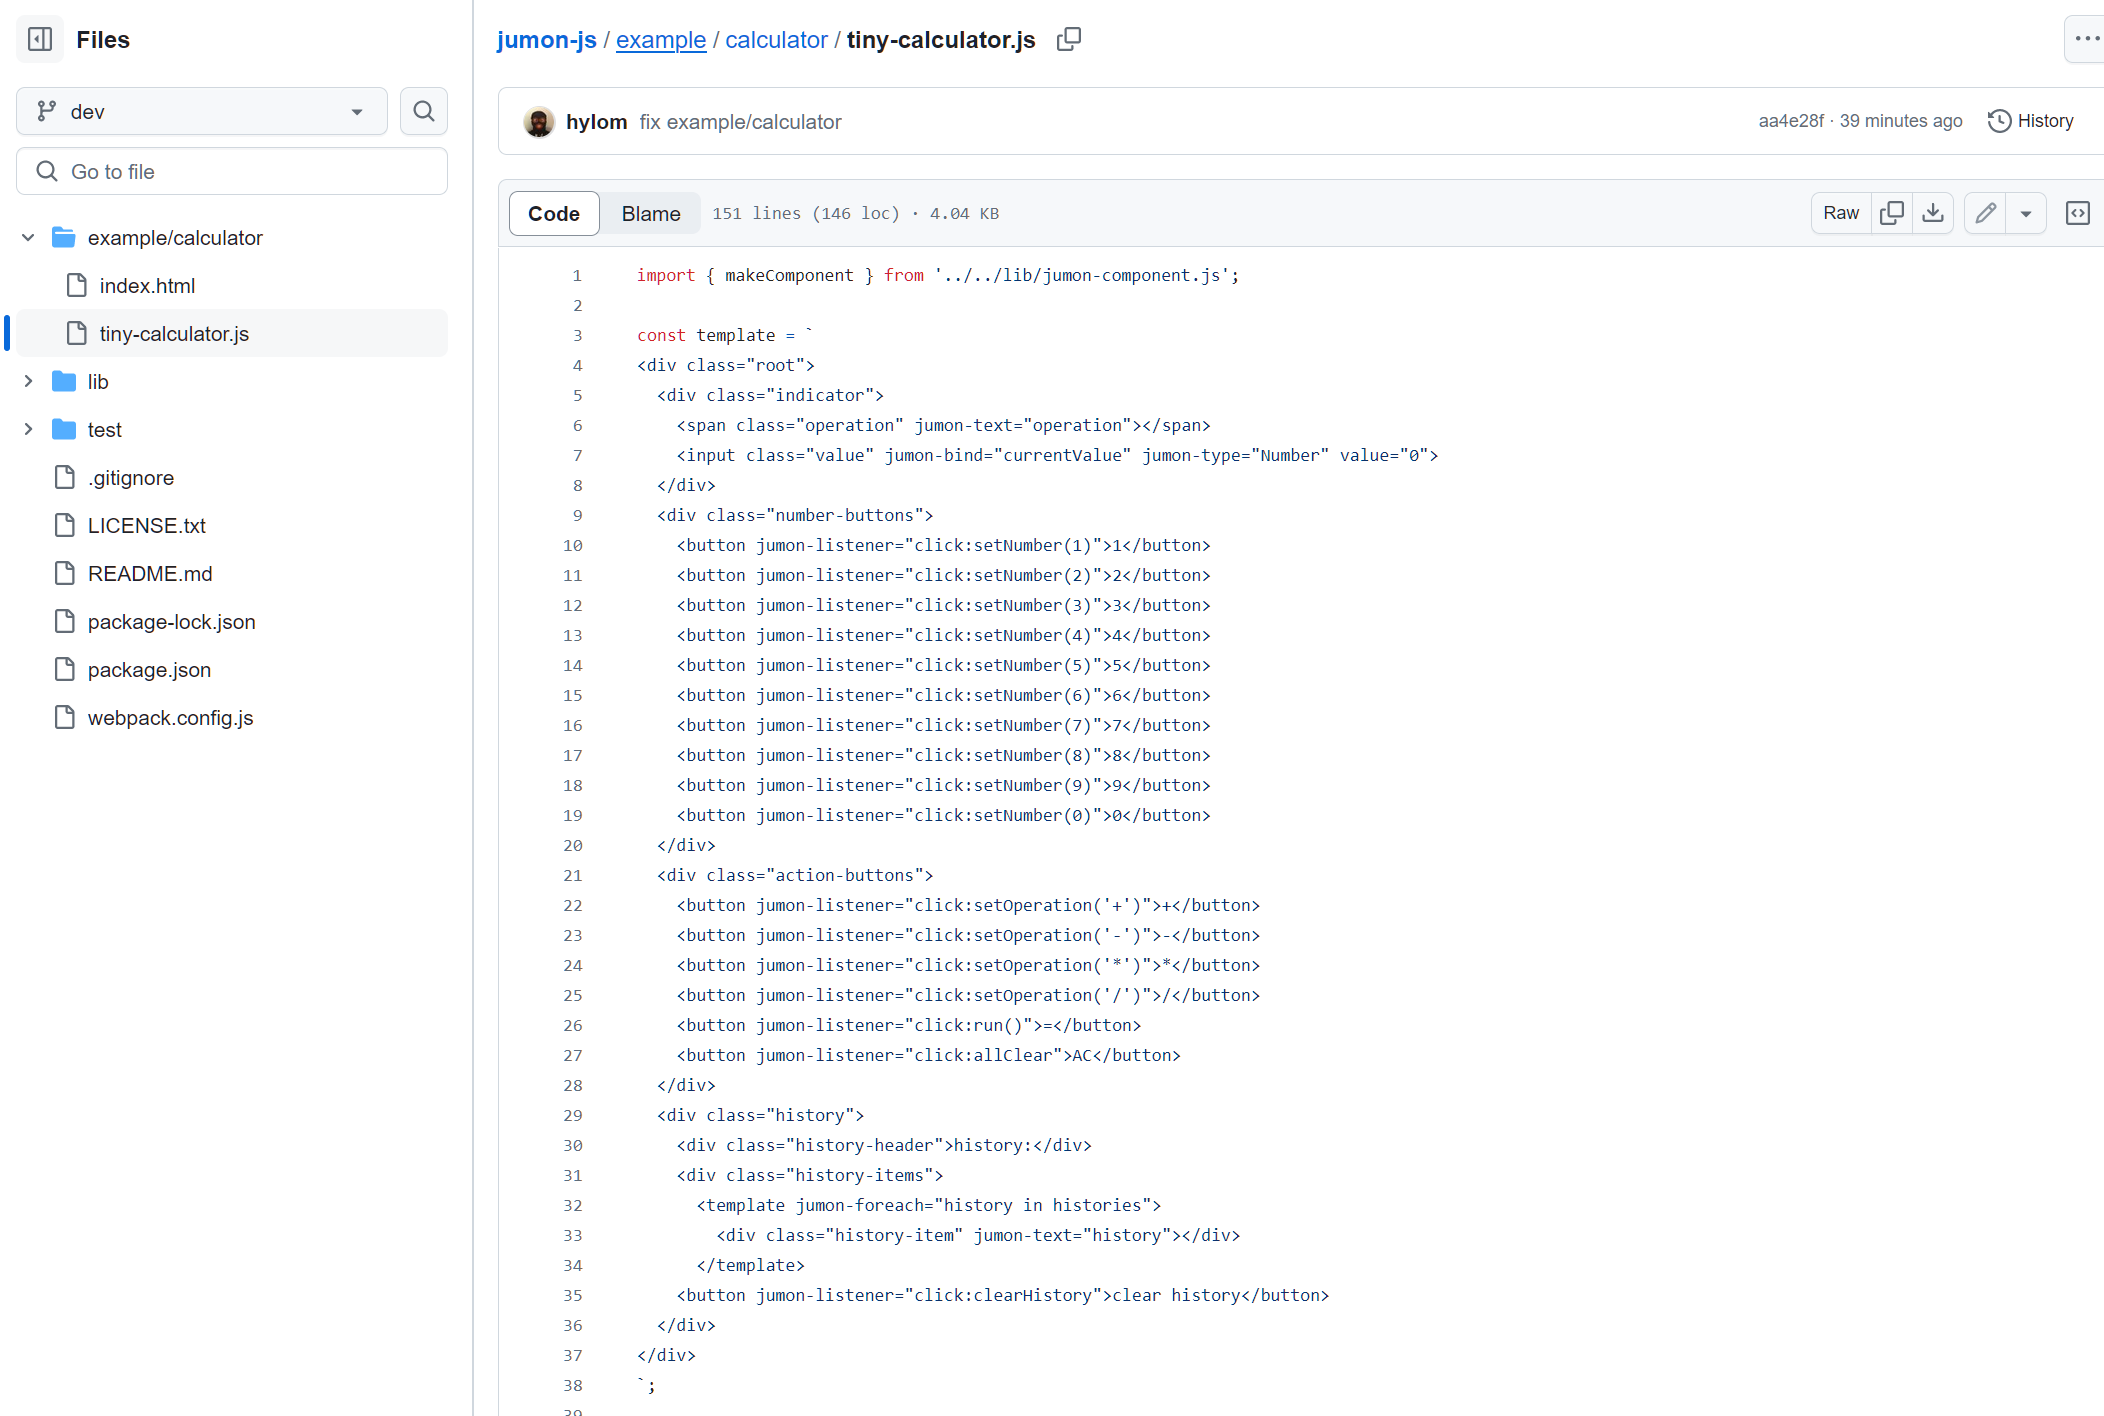 Files
dev
Go to file
example/calculator
index.html
tiny-calculator.js
lib
test
.gitignore
LICENSE.txt
README.md
package-lock.json
package.json
webpack.config.js
jumon-js / example / calculator / tiny-calculator.js
hylom fix example/calculator
aa4e28f · 39 minutes ago
History
Code Blame 151 lines (146 loc) · 4.04 KB
Raw
1 import { makeComponent } from '../../lib/jumon-component.js';
2
3 const template = `
4 <div class="root">
5   <div class="indicator">
6     <span class="operation" jumon-text="operation"></span>
7     <input class="value" jumon-bind="currentValue" jumon-type="Number" value="0">
8   </div>
9   <div class="number-buttons">
10     <button jumon-listener="click:setNumber(1)">1</button>
11     <button jumon-listener="click:setNumber(2)">2</button>
12     <button jumon-listener="click:setNumber(3)">3</button>
13     <button jumon-listener="click:setNumber(4)">4</button>
14     <button jumon-listener="click:setNumber(5)">5</button>
15     <button jumon-listener="click:setNumber(6)">6</button>
16     <button jumon-listener="click:setNumber(7)">7</button>
17     <button jumon-listener="click:setNumber(8)">8</button>
18     <button jumon-listener="click:setNumber(9)">9</button>
19     <button jumon-listener="click:setNumber(0)">0</button>
20   </div>
21   <div class="action-buttons">
22     <button jumon-listener="click:setOperation('+')">+</button>
23     <button jumon-listener="click:setOperation('-')">-</button>
24     <button jumon-listener="click:setOperation('*')">*</button>
25     <button jumon-listener="click:setOperation('/')">/</button>
26     <button jumon-listener="click:run()">=</button>
27     <button jumon-listener="click:allClear">AC</button>
28   </div>
29   <div class="history">
30     <div class="history-header">history:</div>
31     <div class="history-items">
32       <template jumon-foreach="history in histories">
33         <div class="history-item" jumon-text="history"></div>
34       </template>
35     <button jumon-listener="click:clearHistory">clear history</button>
36   </div>
37 </div>
38 `;
39